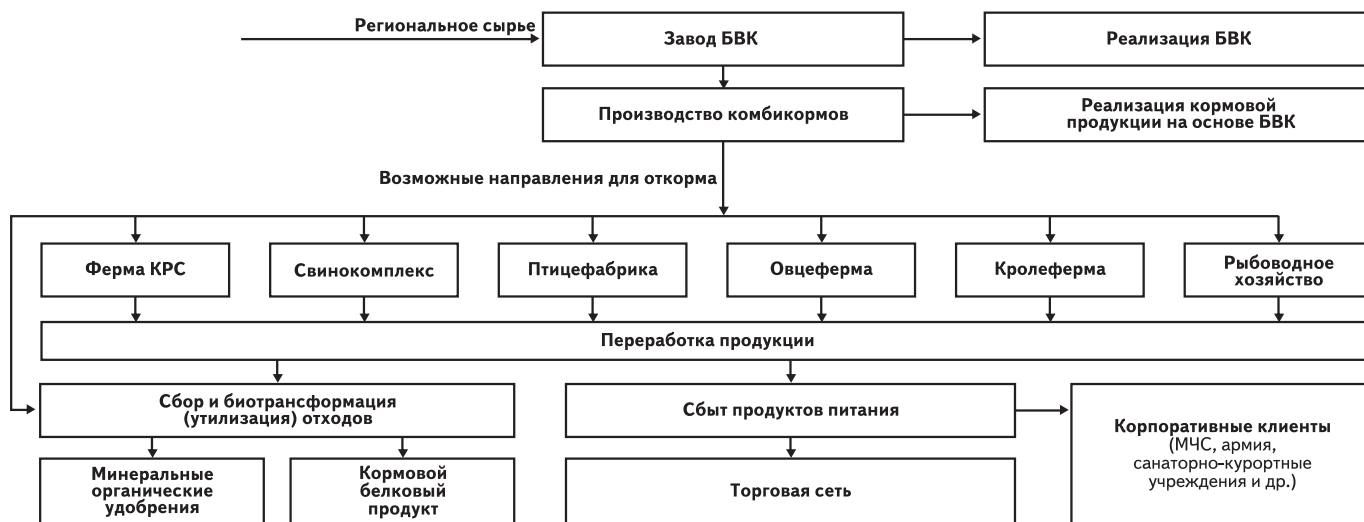 Региональное сырье
Завод БВК
Реализация БВК
Производство комбикормов
Реализация кормовой
продукции на основе БВК
Возможные направления для откорма
Ферма КРС
Свинокомплекс
Птицефабрика
Овцеферма
Кролеферма
Рыбоводное
хозяйство
Переработка продукции
Сбор и биотрансформация
(утилизация) отходов
Сбыт продуктов питания
Корпоративные клиенты
(МЧС, армия,
санаторно-курортные
учреждения и др.)
Минеральные
органические
удобрения
Кормовой
белковый
продукт
Торговая сеть